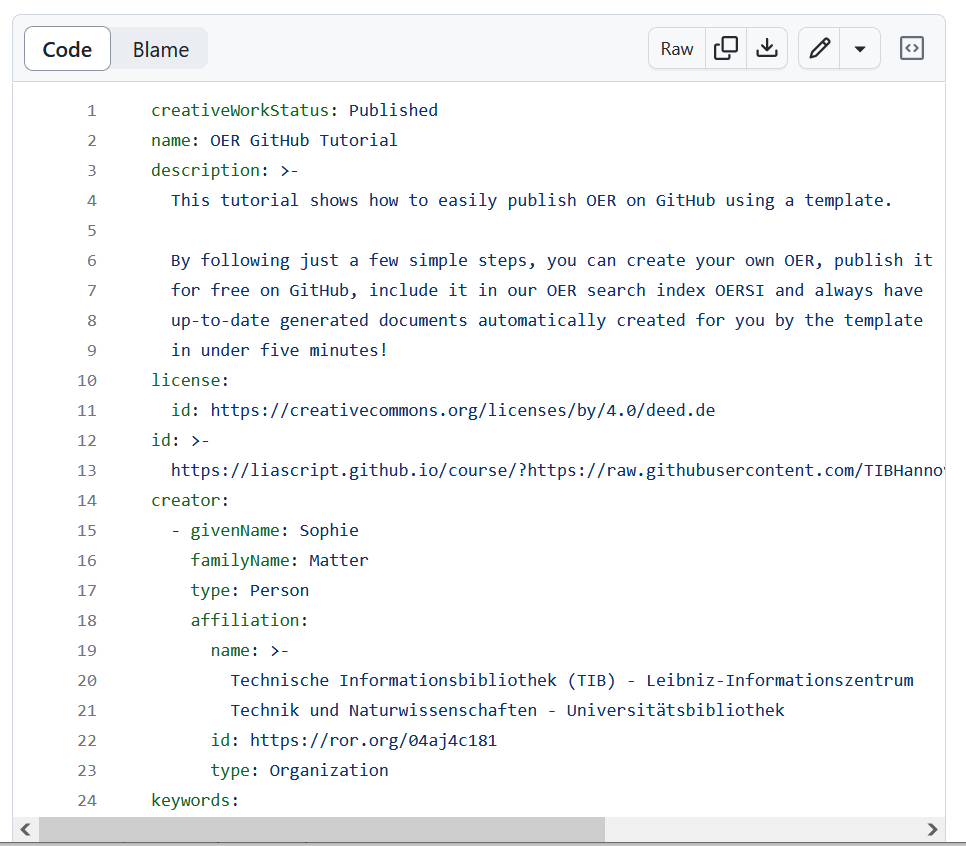 Code Blame Raw
1 creativeWorkStatus: Published
2 name: OER GitHub Tutorial
3 description: >-
4 This tutorial shows how to easily publish OER on GitHub using a template.
5
6 By following just a few simple steps, you can create your own OER, publish it
7 for free on GitHub, include it in our OER search index OERSI and always have
8 up-to-date generated documents automatically created for you by the template
9 in under five minutes!
10 license:
11 id: https://creativecommons.org/licenses/by/4.0/deed.de
12 id: >-
13 https://liascript.github.io/course/?https://raw.githubusercontent.com/TIBHanno
14 creator:
15 - givenName: Sophie
16 familyName: Matter
17 type: Person
18 affiliation:
19 name: >-
20 Technische Informationsbibliothek (TIB) - Leibniz-Informationszentrum
21 Technik und Naturwissenschaften - Universitätsbibliothek
22 id: https://ror.org/04aj4c181
23 type: Organization
24 keywords: